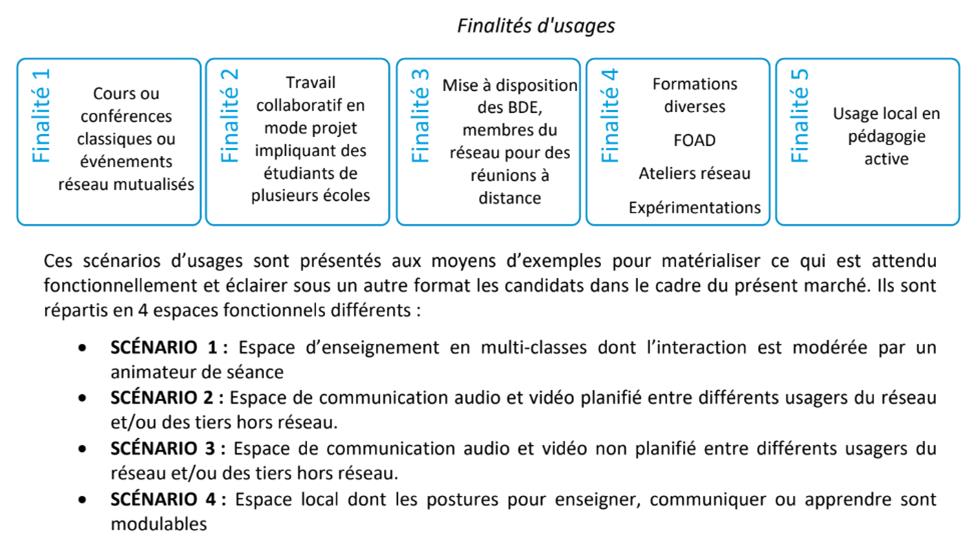 Finalités d'usages
Finalité 1
Cours ou
conférences
classiques ou
événements
réseau mutualisés
Finalité 2
Travail
collaboratif en
mode projet
impliquant des
étudiants de
plusieurs écoles
Finalité 3
Mise à disposition
des BDE,
membres du
réseau pour des
réunions à
distance
Finalité 4
Formations
diverses
FOAD
Ateliers réseau
Expérimentations
Finalité 5
Usage local en
pédagogie
active
Ces scénarios d’usages sont présentés aux moyens d’exemples pour matérialiser ce qui est attendu
fonctionnellement et éclairer sous un autre format les candidats dans le cadre du présent marché. Ils sont
répartis en 4 espaces fonctionnels différents :
• SCÉNARIO 1 : Espace d’enseignement en multi-classes dont l’interaction est modérée par un
animateur de séance
• SCÉNARIO 2 : Espace de communication audio et vidéo planifié entre différents usagers du réseau
et/ou des tiers hors réseau.
• SCÉNARIO 3 : Espace de communication audio et vidéo non planifié entre différents usagers du
réseau et/ou des tiers hors réseau.
• SCÉNARIO 4 : Espace local dont les postures pour enseigner, communiquer ou apprendre sont
modulables